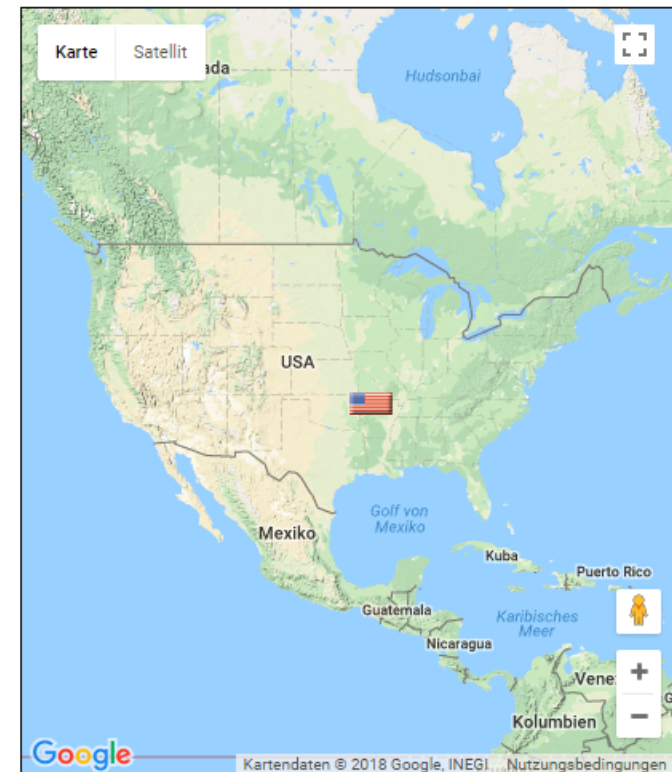 Karte
Satellit
ada
Hudsonbai
USA
Golf von
Mexiko
Mexiko
Kuba
Puerto Rico
Guatemala
Karibisches
Meer
Nicaragua
+
Vene
G
−
Kolumbien
Google
Kartendaten © 2018 Google, INEGI
Nutzungsbedingungen